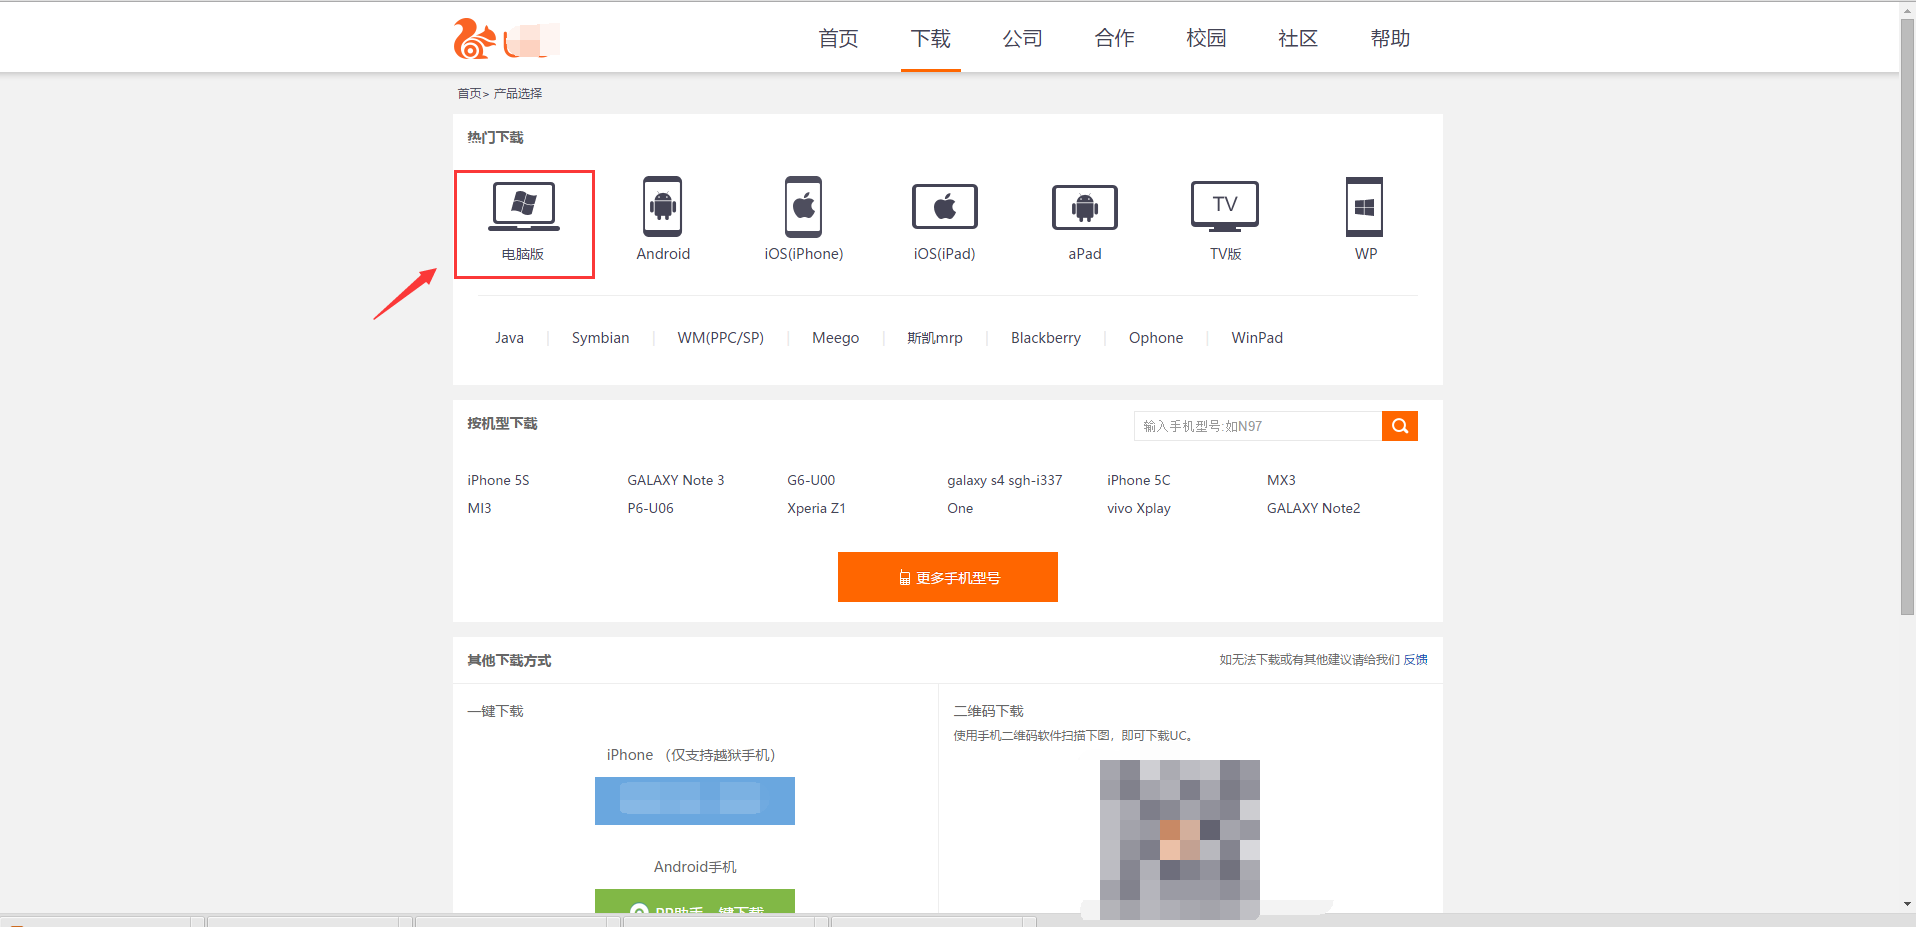 首页 下载 公司 合作 校园 社区 帮助
首页> 产品选择
热门下载
TV
电脑版 Android iOS(iPhone) iOS(iPad) aPad TV版 WP
Java | Symbian | WM(PPC/SP) | Meego | 斯凯mrp | Blackberry | Ophone | WinPad
按机型下载
输入手机型号:如N97
iPhone 5S GALAXY Note 3 G6-U00 galaxy s4 sgh-i337 iPhone 5C MX3
MI3 P6-U06 Xperia Z1 One vivo Xplay GALAXY Note2
更多手机型号
其他下载方式 如无法下载或有其他建议请给我们 反馈
一键下载
iPhone （仅支持越狱手机）
Android手机
PP助手一键下载
二维码下载
使用手机二维码软件扫描下图，即可下载UC。